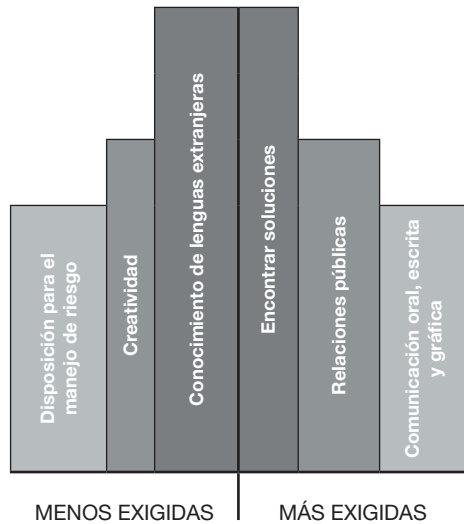 Disposición para el
manejo de riesgo
Creatividad
Conocimiento de lenguas extranjeras
Encontrar soluciones
Relaciones públicas
Comunicación oral, escrita
y gráfica
MENOS EXIGIDAS
MÁS EXIGIDAS